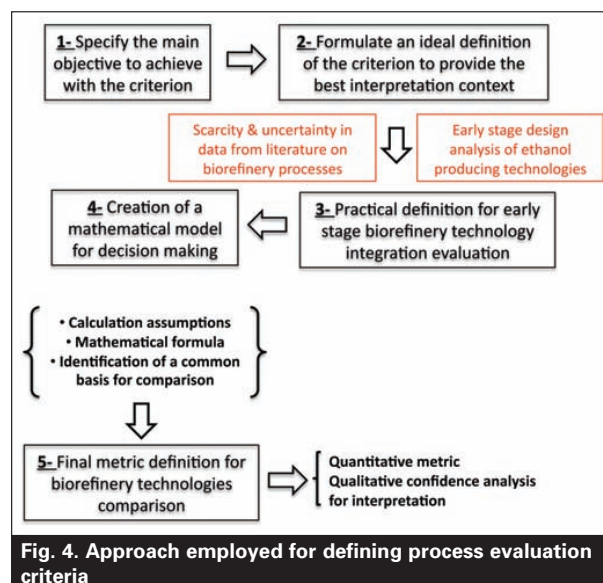 1- Specify the main
objective to achieve
with the criterion
2- Formulate an ideal definition
of the criterion to provide the
best interpretation context
Scarcity & uncertainty in
data from literature on
biorefinery processes
Early stage design
analysis of ethanol
producing technologies
4- Creation of a
mathematical model
for decision making
3- Practical definition for early
stage biorefinery technology
integration evaluation
• Calculation assumptions
• Mathematical formula
• Identification of a common
basis for comparison
5- Final metric definition for
biorefinery technologies
comparison
Quantitative metric
Qualitative confidence analysis
for interpretation
Fig. 4. Approach employed for defining process evaluation
criteria